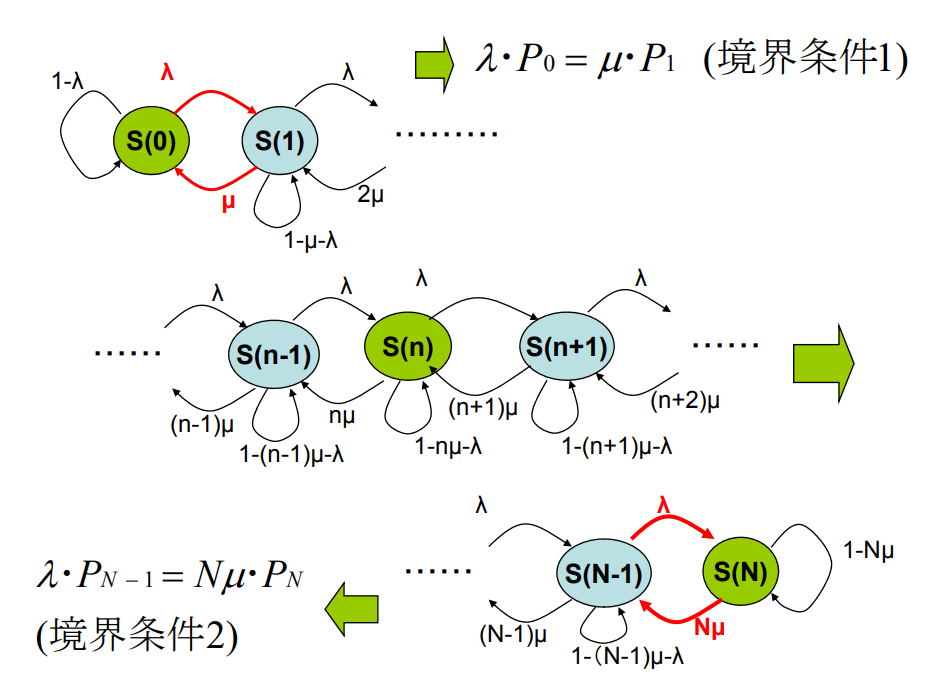 λ・P0 = μ・P1 (境界条件1)
1-λ
λ
λ
S(0)
S(1)
………
μ
2μ
1-μ-λ
λ
λ
λ
λ
……
S(n-1)
S(n)
S(n+1)
……
(n-1)μ
nμ
(n+1)μ
(n+2)μ
1-(n-1)μ-λ
1-nμ-λ
1-(n+1)μ-λ
λ
λ
1-Nμ
……
S(N-1)
S(N)
(N-1)μ
Nμ
1-(N-1)μ-λ
λ・PN－1 = Nμ・PN
(境界条件2)